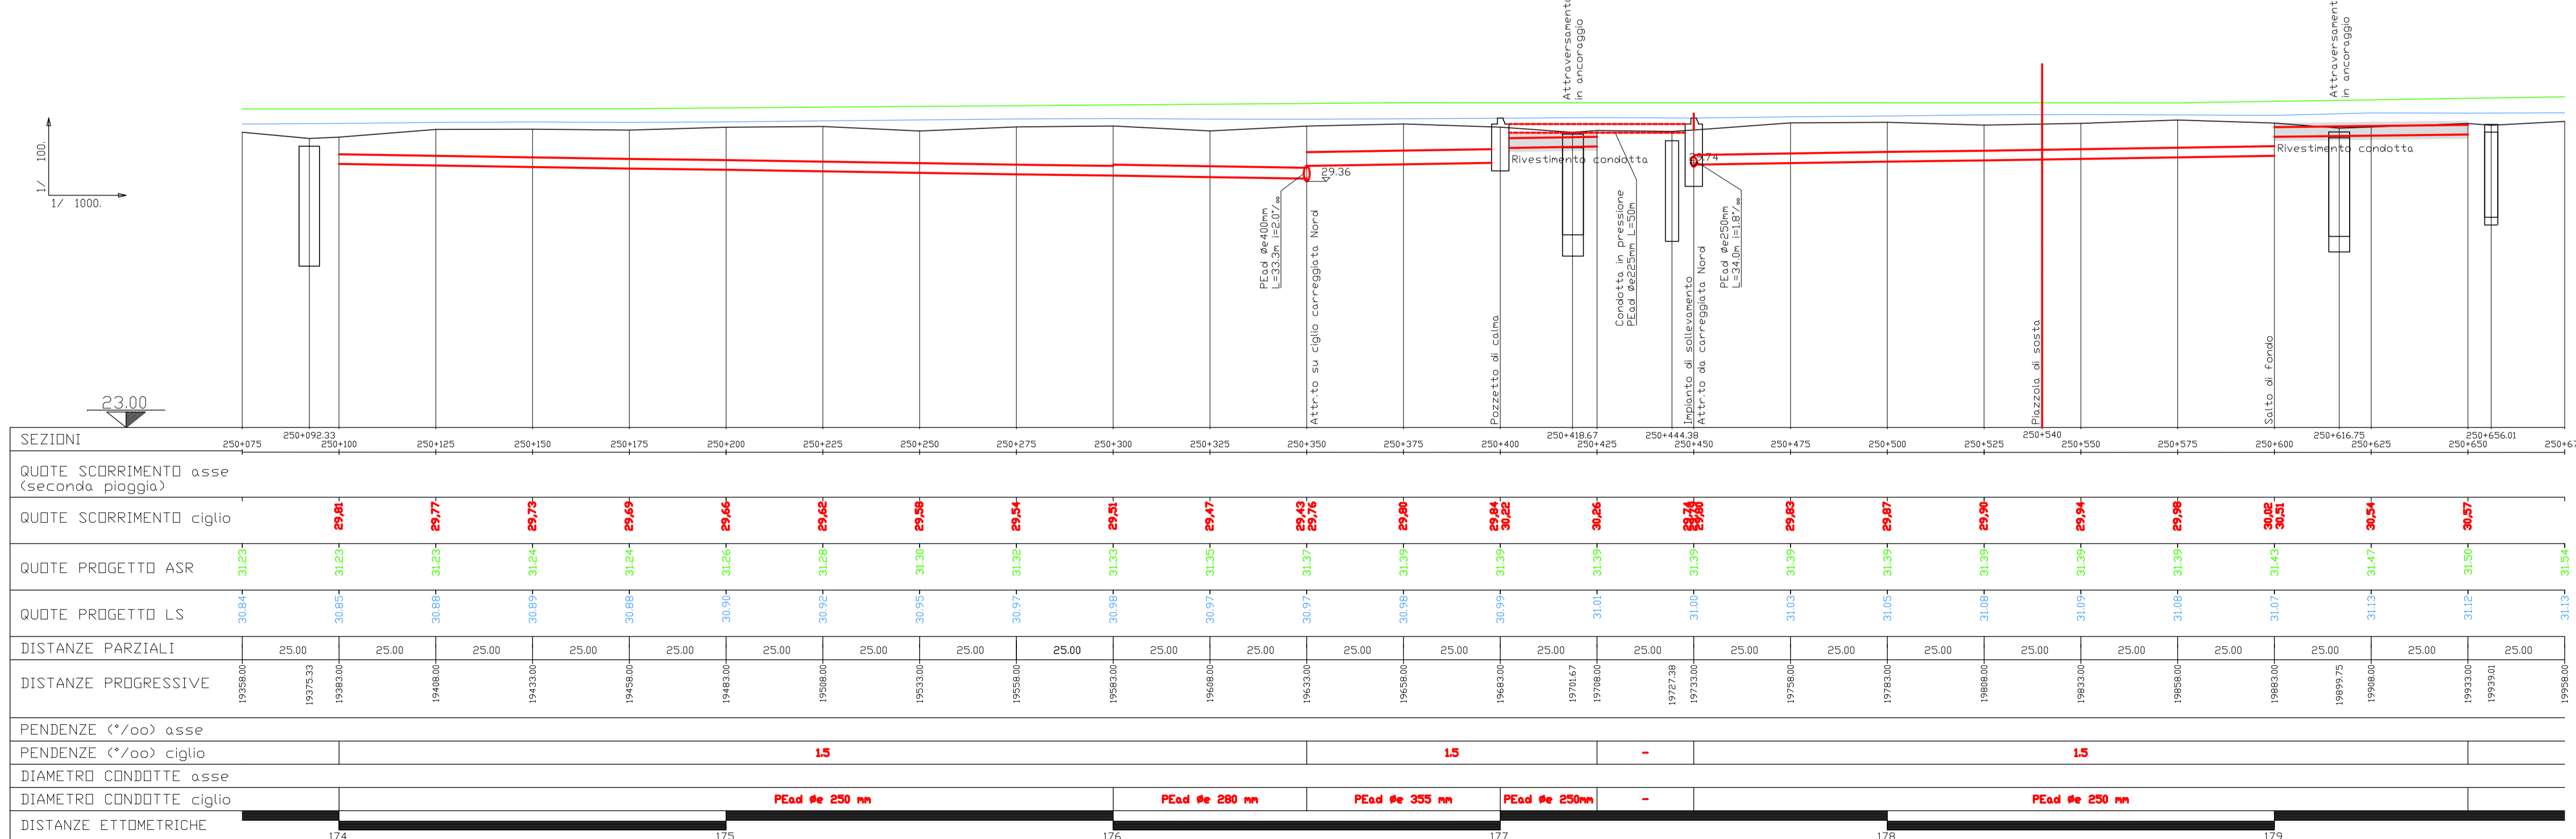 Attraversamento
in ancoraggio
Attraversamento
in ancoraggio
1/ 100.
1/ 1000.
Rivestimento condotta
29.74
Rivestimento condotta
29.36
PEad Øe400mm
L=33.3m i=2.0°/∞
Attr.to su ciglio carreggiata Nord
Pozzetto di calma
Condotta in pressione
PEad Øe225mm L=50m
Impianto di sollevamento
Attr.to da carreggiata Nord
PEad Øe250mm
L=34.0m i=1.8°/∞
Piazzola di sosta
Salto di fondo
23.00
SEZIONI
250+075 250+092.33 250+100 250+125 250+150 250+175 250+200 250+225 250+250 250+275 250+300 250+325 250+350 250+375 250+400 250+418.67 250+425 250+444.38 250+450 250+475 250+500 250+525 250+540 250+550 250+575 250+600 250+616.75 250+625 250+650 250+656.01
QUOTE SCORRIMENTO asse
(seconda pioggia)
QUOTE SCORRIMENTO ciglio
29,81 29,77 29,73 29,69 29,66 29,62 29,58 29,54 29,51 29,47 29,43 29,76 29,80 29,84 30,22 30,26 29,74 29,80 29,83 29,87 29,90 29,94 29,98 30,02 30,51 30,54 30,57
QUOTE PROGETTO ASR
31.23 31.23 31.23 31.24 31.24 31.26 31.28 31.30 31.32 31.33 31.35 31.37 31.39 31.39 31.39 31.39 31.39 31.39 31.39 31.39 31.39 31.43 31.47 31.50 31.54
QUOTE PROGETTO LS
30.84 30.85 30.88 30.89 30.88 30.90 30.92 30.95 30.97 30.98 30.97 30.97 30.98 30.99 31.01 31.00 31.03 31.05 31.08 31.09 31.08 31.07 31.13 31.12 31.13
DISTANZE PARZIALI
25.00 25.00 25.00 25.00 25.00 25.00 25.00 25.00 25.00 25.00 25.00 25.00 25.00 25.00 25.00 25.00 25.00 25.00 25.00 25.00 25.00 25.00 25.00 25.00
DISTANZE PROGRESSIVE
19358.00 19375.33 19383.00 19408.00 19433.00 19458.00 19483.00 19508.00 19533.00 19558.00 19583.00 19608.00 19633.00 19658.00 19683.00 19701.67 19708.00 19727.38 19733.00 19758.00 19783.00 19808.00 19833.00 19858.00 19883.00 19899.75 19908.00 19933.00 19939.01 19958.00
PENDENZE (°/oo) asse
PENDENZE (°/oo) ciglio
1.5 1.5 - 1.5
DIAMETRO CONDOTTE asse
DIAMETRO CONDOTTE ciglio
PEad Øe 250 mm PEad Øe 280 mm PEad Øe 355 mm PEad Øe 250mm - PEad Øe 250 mm
DISTANZE ETTOMETRICHE
174 175 176 177 178 179